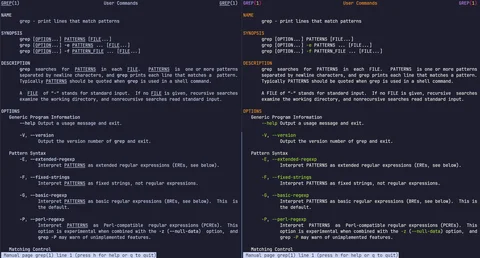 GREP(1) User Commands GREP(1)
NAME
grep - print lines that match patterns
SYNOPSIS
grep [OPTION...] PATTERNS [FILE...]
grep [OPTION...] -e PATTERNS ... [FILE...]
grep [OPTION...] -f PATTERN_FILE ... [FILE...]
DESCRIPTION
grep searches for PATTERNS in each FILE. PATTERNS is one or more patterns
separated by newline characters, and grep prints each line that matches a pattern.
Typically PATTERNS should be quoted when grep is used in a shell command.
A FILE of "-" stands for standard input. If no FILE is given, recursive searches
examine the working directory, and nonrecursive searches read standard input.
OPTIONS
Generic Program Information
--help Output a usage message and exit.
-V, --version
Output the version number of grep and exit.
Pattern Syntax
-E, --extended-regexp
Interpret PATTERNS as extended regular expressions (EREs, see below).
-F, --fixed-strings
Interpret PATTERNS as fixed strings, not regular expressions.
-G, --basic-regexp
Interpret PATTERNS as basic regular expressions (BREs, see below). This is
the default.
-P, --perl-regexp
Interpret PATTERNS as Perl-compatible regular expressions (PCREs). This
option is experimental when combined with the -z (--null-data) option, and
grep -P may warn of unimplemented features.
Matching Control
Manual page grep(1) line 1 (press h for help or q to quit)
GREP(1) User Commands GREP(1)
NAME
grep - print lines that match patterns
SYNOPSIS
grep [OPTION...] PATTERNS [FILE...]
grep [OPTION...] -e PATTERNS ... [FILE...]
grep [OPTION...] -f PATTERN_FILE ... [FILE...]
DESCRIPTION
grep searches for PATTERNS in each FILE. PATTERNS is one or more patterns
separated by newline characters, and grep prints each line that matches a pattern.
Typically PATTERNS should be quoted when grep is used in a shell command.
A FILE of "-" stands for standard input. If no FILE is given, recursive searches
examine the working directory, and nonrecursive searches read standard input.
OPTIONS
Generic Program Information
--help Output a usage message and exit.
-V, --version
Output the version number of grep and exit.
Pattern Syntax
-E, --extended-regexp
Interpret PATTERNS as extended regular expressions (EREs, see below).
-F, --fixed-strings
Interpret PATTERNS as fixed strings, not regular expressions.
-G, --basic-regexp
Interpret PATTERNS as basic regular expressions (BREs, see below). This is
the default.
-P, --perl-regexp
Interpret PATTERNS as Perl-compatible regular expressions (PCREs). This
option is experimental when combined with the -z (--null-data) option, and
grep -P may warn of unimplemented features.
Matching Control
Manual page grep(1) line 1 (press h for help or q to quit)